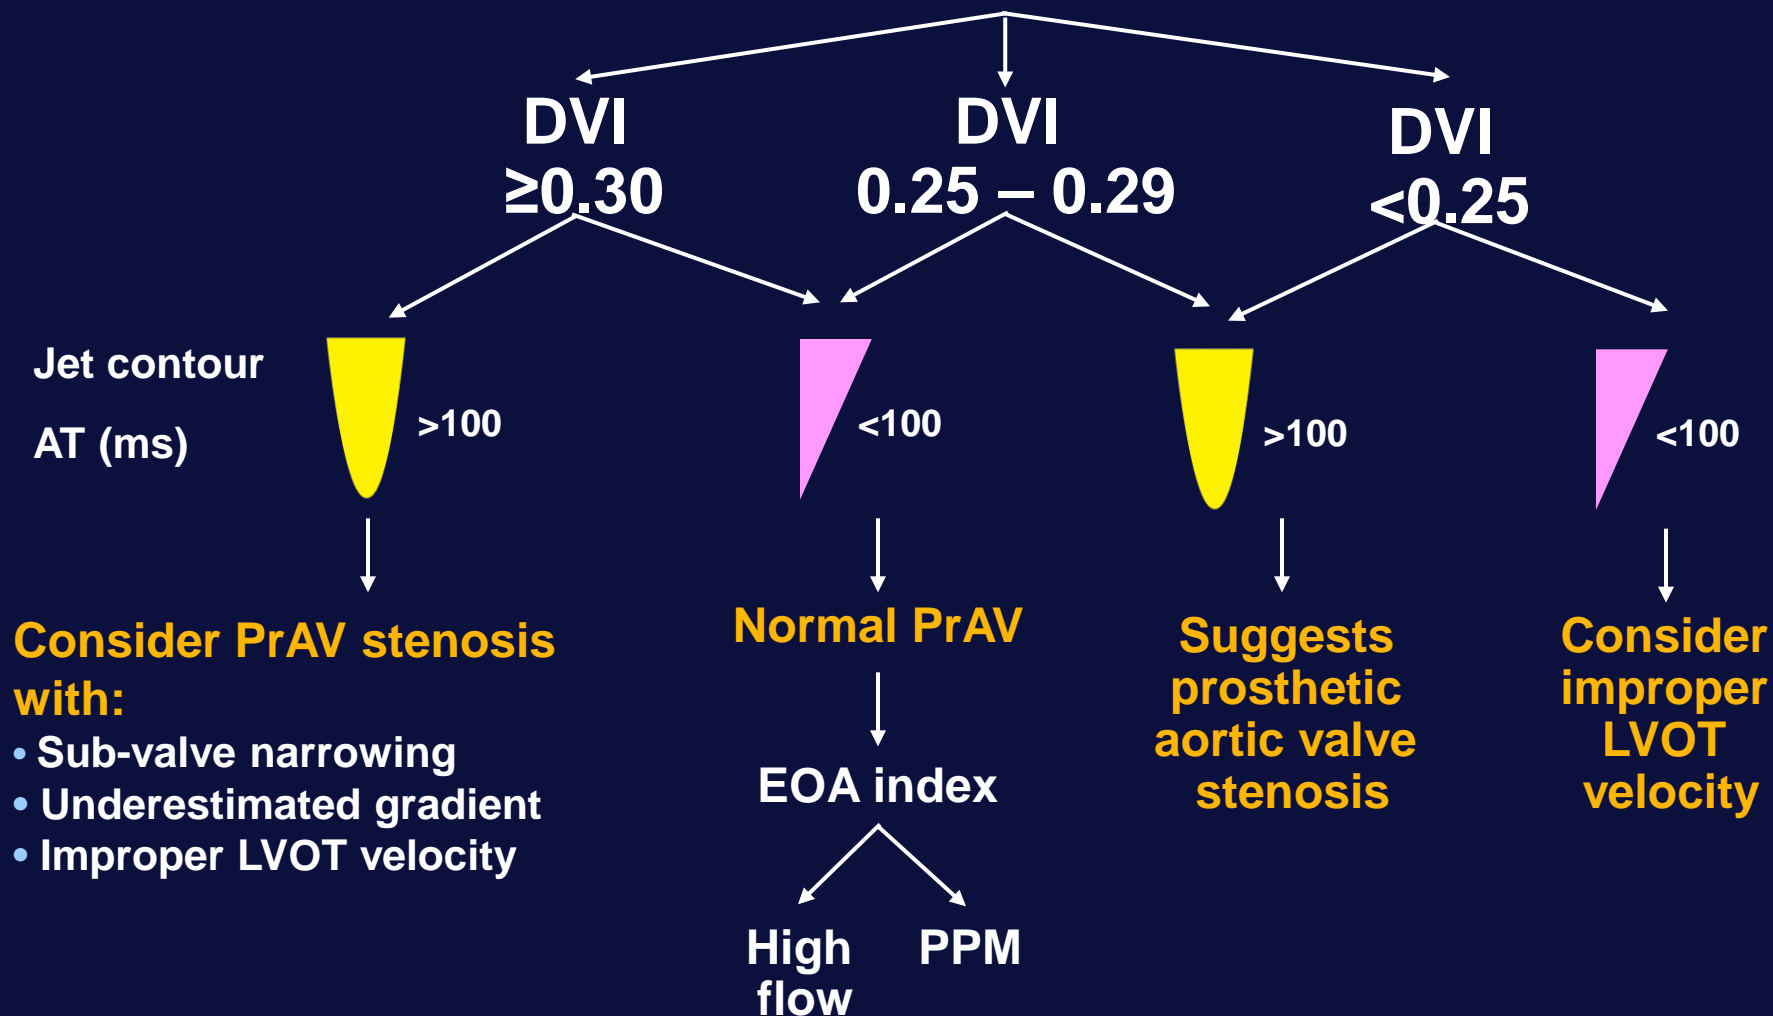 DVI
≥0.30
DVI
0.25 – 0.29
DVI
<0.25
Jet contour
AT (ms)
>100
<100
>100
<100
Consider PrAV stenosis
with:
• Sub-valve narrowing
• Underestimated gradient
• Improper LVOT velocity
Normal PrAV
EOA index
High
flow
PPM
Suggests
prosthetic
aortic valve
stenosis
Consider
improper
LVOT
velocity